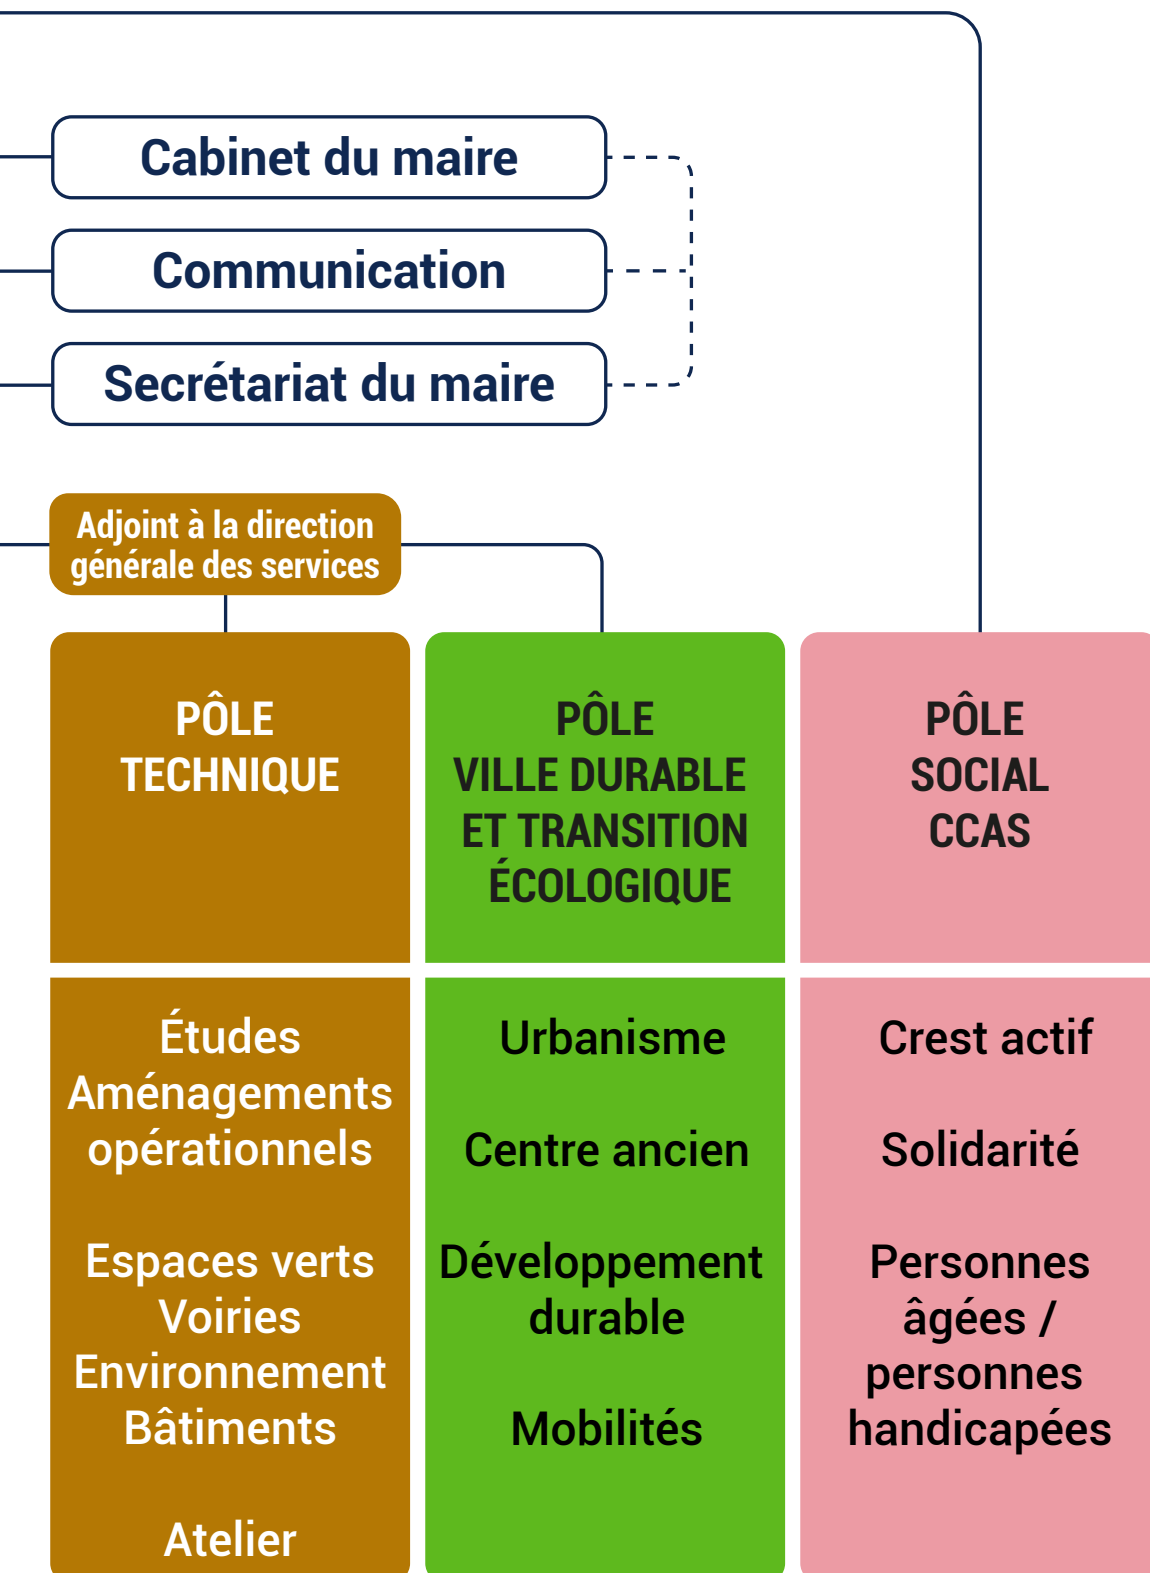 Cabinet du maire
Communication
Secrétariat du maire
Adjoint à la direction
générale des services
PÔLE
TECHNIQUE
Études
Aménagements
opérationnels
Espaces verts
Voiries
Environnement
Bâtiments
Atelier
PÔLE
VILLE DURABLE
ET TRANSITION
ÉCOLOGIQUE
Urbanisme
Centre ancien
Développement
durable
Mobilités
PÔLE
SOCIAL
CCAS
Crest actif
Solidarité
Personnes
âgées /
personnes
handicapées